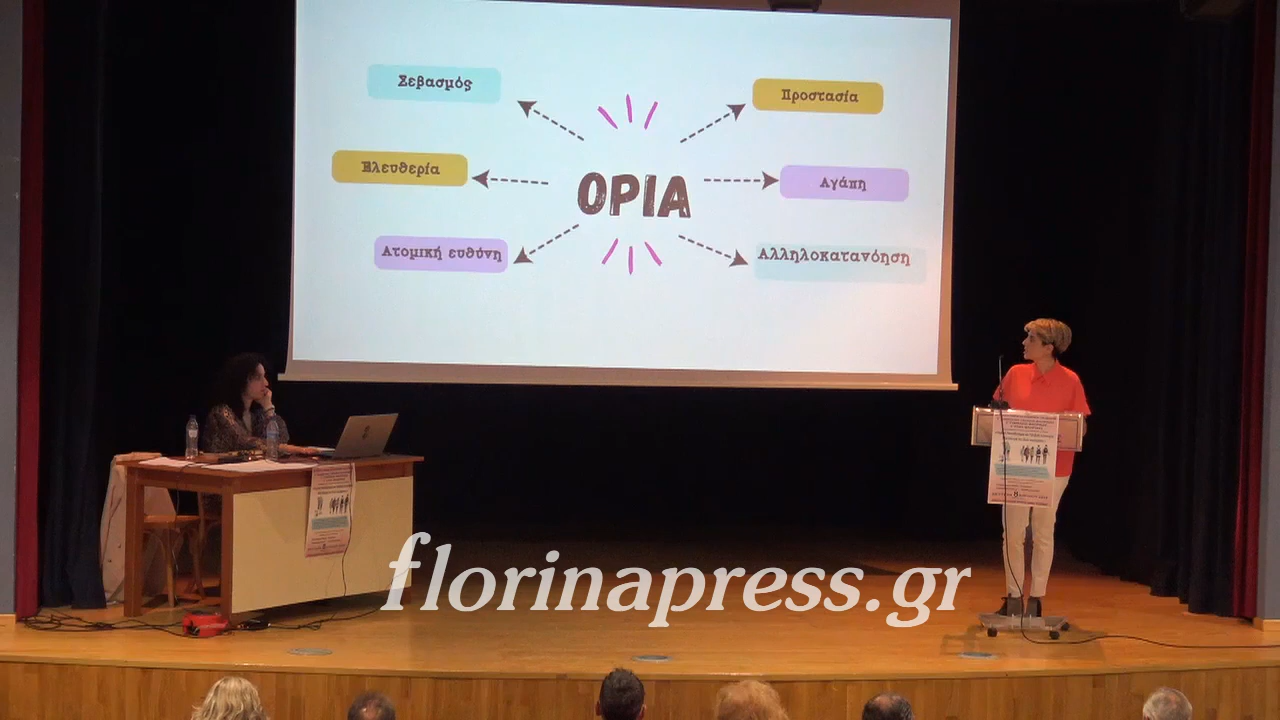 Σεβασμός
Προστασία
Ελευθερία
ΟΡΙΑ
Αγάπη
Ατομική ευθύνη
Αλληλοκατανόηση
florinapress.gr